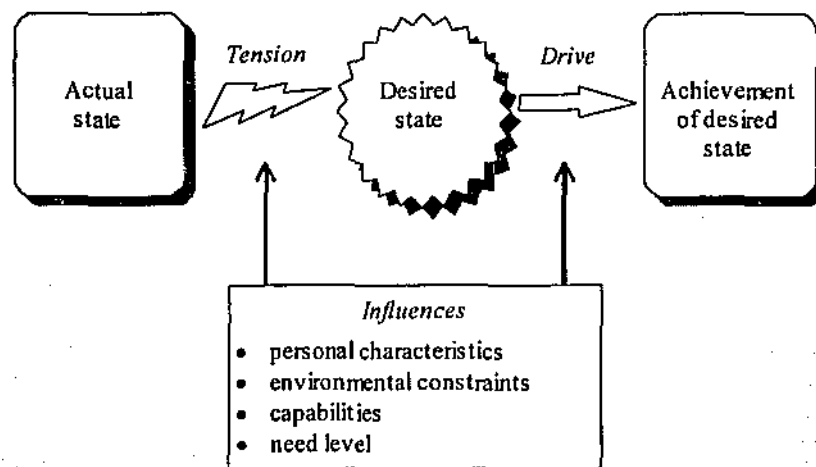 Tension
Drive
Actual
state
Desired
state
Achievement
of desired
state
Influences
• personal characteristics
• environmental constraints
• capabilities
• need level